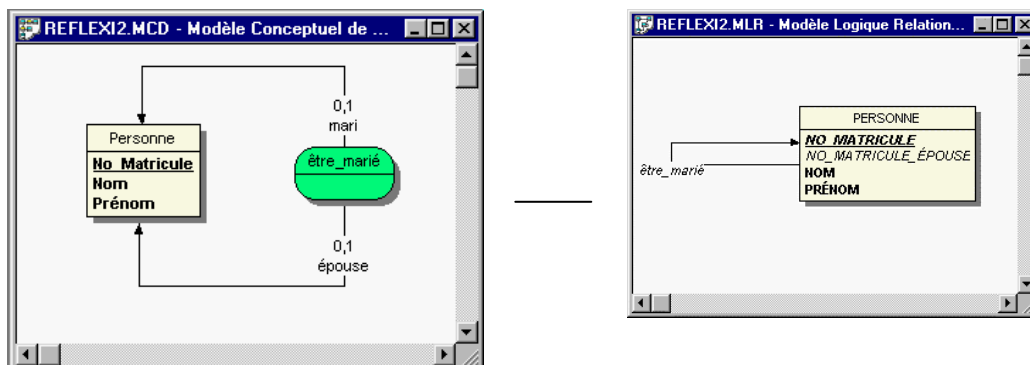 REFLEXI2.MCD - Modèle Conceptuel de ...
0,1
mari
Personne
No_Matricule
Nom
Prénom
être_marié
0,1
épouse
REFLEXI2.MLR - Modèle Logique Relation...
PERSONNE
NO_MATRICULE
NO_MATRICULE_ÉPOUSE
NOM
PRÉNOM
être_marié